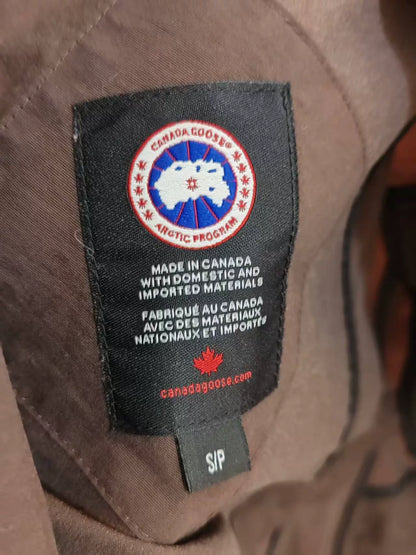 CANADA GOOSE®
ARCTIC PROGRAM
MADE IN CANADA
WITH DOMESTIC AND
IMPORTED MATERIALS
FABRIQUÉ AU CANADA
AVEC DES MATÉRIAUX
NATIONAUX ET IMPORTÉS
canadagoose.com
S/P